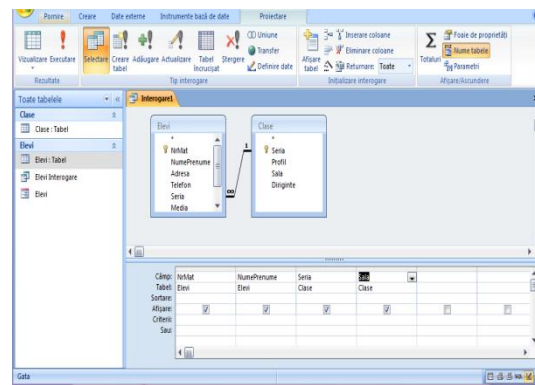 Pornire Creare Date externe Instrumente bază de date Proiectare
Vizualizare Executare
Rezultate
Selectare Creare tabel Adăugare Actualizare Tabel încrucișat Ștergere
Uniune
Transfer
Definire date
Tip interogare
Afișare tabel
Inserare coloane
Eliminare coloane
Returnare: Toate
Inițializare interogare
Totaluri
Foaie de proprietăți
Nume tabele
Parametri
Afișare/Ascundere
Toate tabelele
Clase
Clase : Tabel
Elevi
Elevi : Tabel
Elevi Interogare
Elevi
Interogare1
Elevi
*
NrMat
NumePrenume
Adresa
Telefon
Seria
Media
∞ 1
Clase
*
Seria
Profil
Sala
Diriginte
Câmp: NrMat NumePrenume Seria Sala
Tabel: Elevi Elevi Clase Clase
Sortare:
Afișare:
Criterii:
Sau:
Gata
SQL